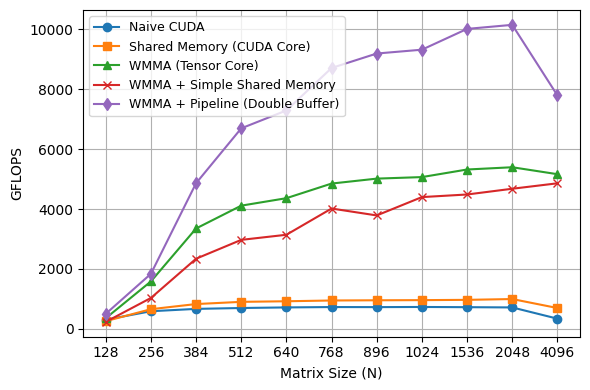 Naive CUDA
Shared Memory (CUDA Core)
WMMA (Tensor Core)
WMMA + Simple Shared Memory
WMMA + Pipeline (Double Buffer)
10000
8000
6000
4000
2000
0
GFLOPS
128 256 384 512 640 768 896 1024 1536 2048 4096
Matrix Size (N)